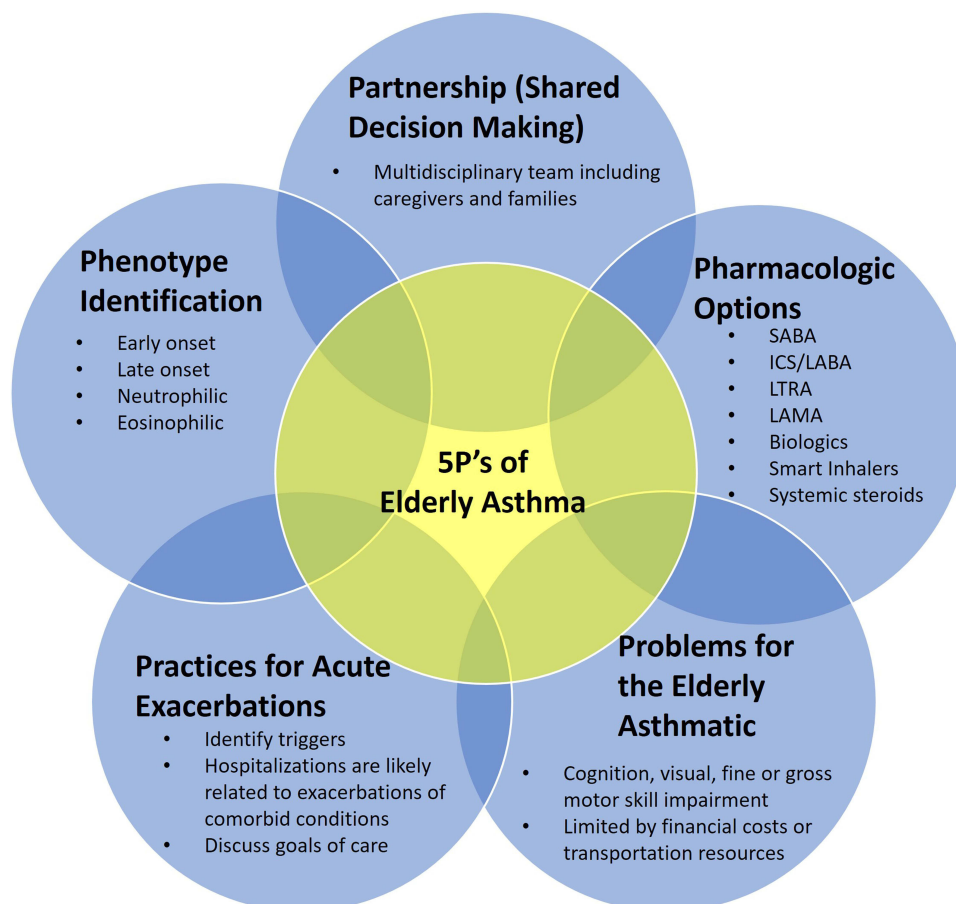 Partnership (Shared
Decision Making)
• Multidisciplinary team including
caregivers and families
Phenotype
Identification
• Early onset
• Late onset
• Neutrophilic
• Eosinophilic
Pharmacologic
Options
• SABA
• ICS/LABA
• LTRA
• LAMA
• Biologics
• Smart Inhalers
• Systemic steroids
5P's of
Elderly Asthma
Practices for Acute
Exacerbations
• Identify triggers
• Hospitalizations are likely
related to exacerbations of
comorbid conditions
• Discuss goals of care
Problems for
the Elderly
Asthmatic
• Cognition, visual, fine or gross
motor skill impairment
• Limited by financial costs or
transportation resources